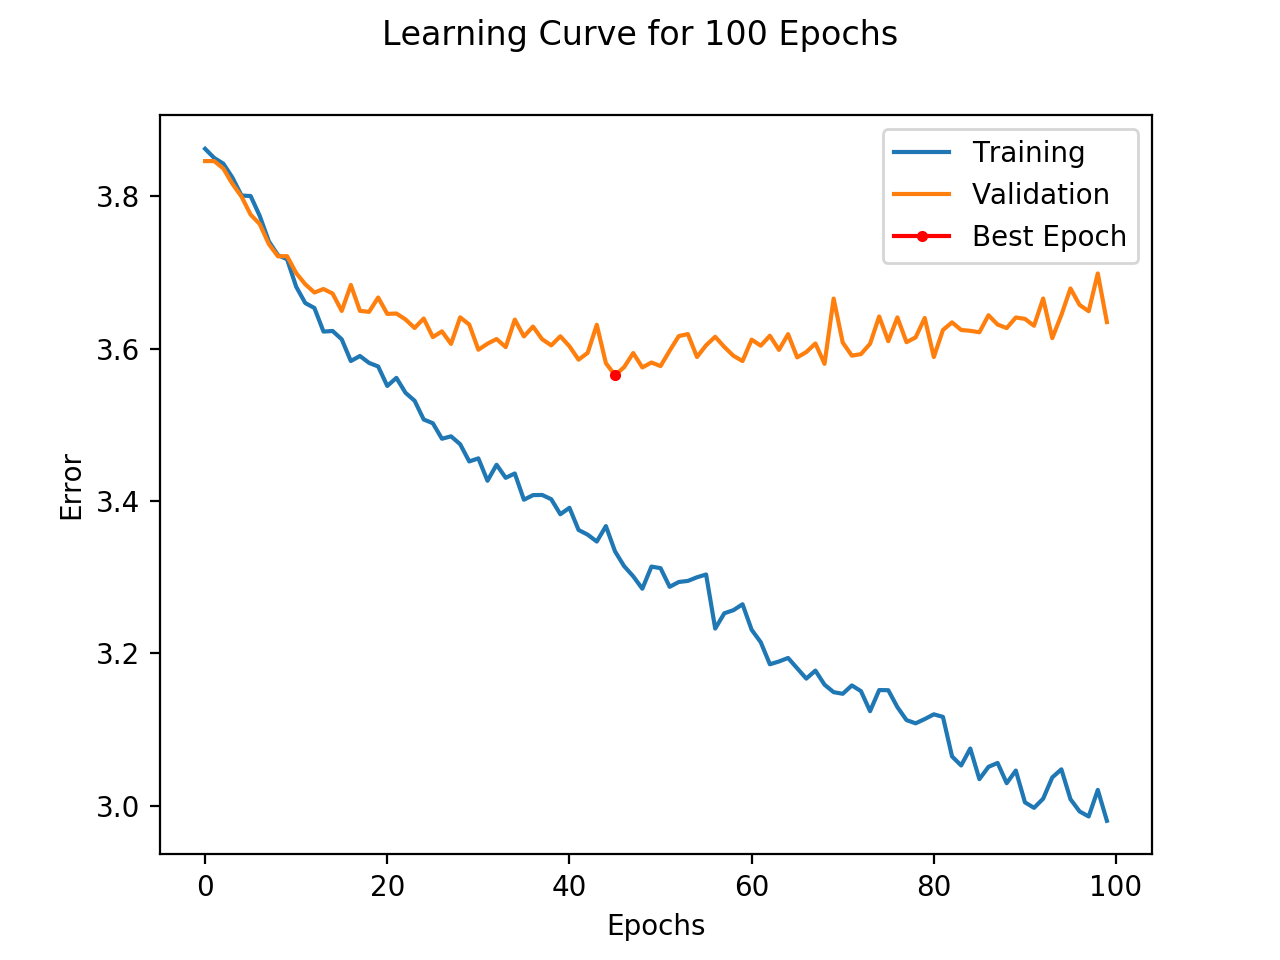 Learning Curve for 100 Epochs
Training
Validation
Best Epoch
3.8
3.6
3.4
3.2
3.0
Error
0 20 40 60 80 100
Epochs